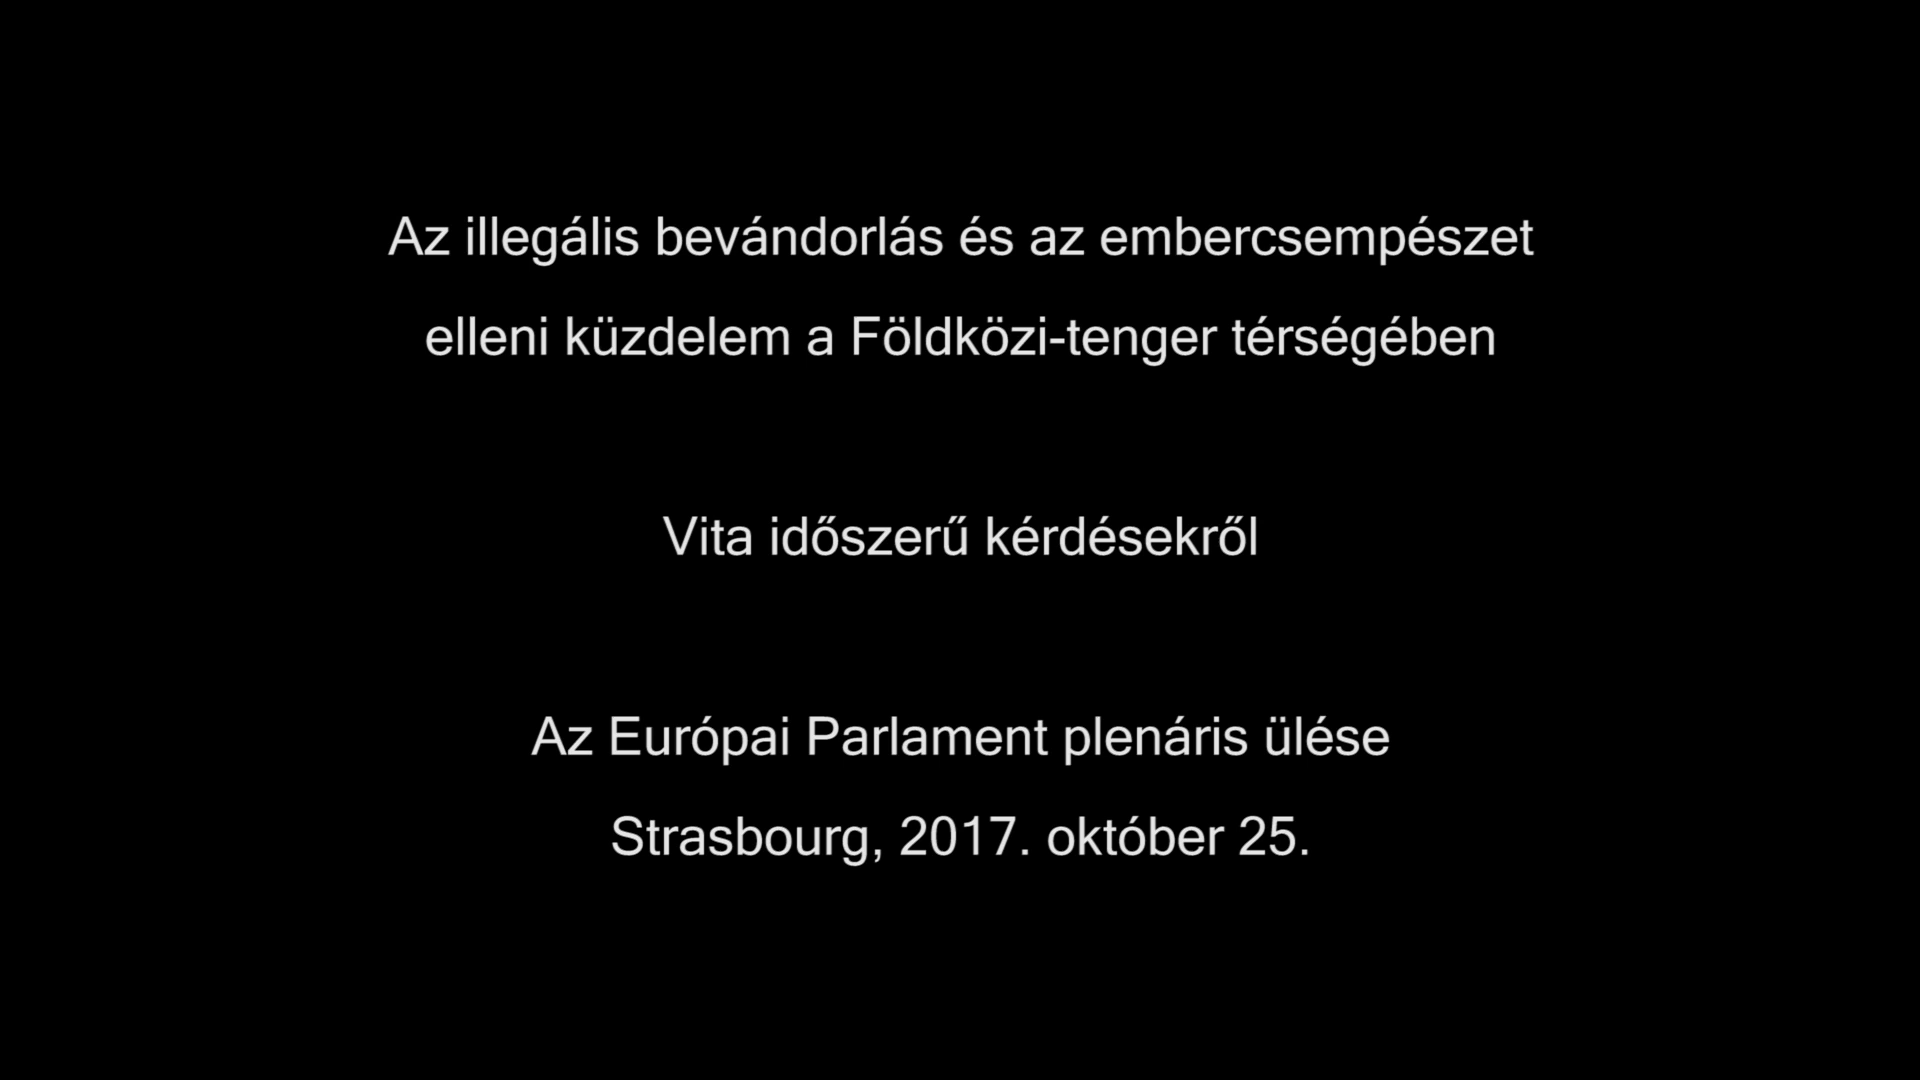 Az illegális bevándorlás és az embercsempészet
elleni küzdelem a Földközi-tenger térségében
Vita időszerű kérdésekről
Az Európai Parlament plenáris ülése
Strasbourg, 2017. október 25.